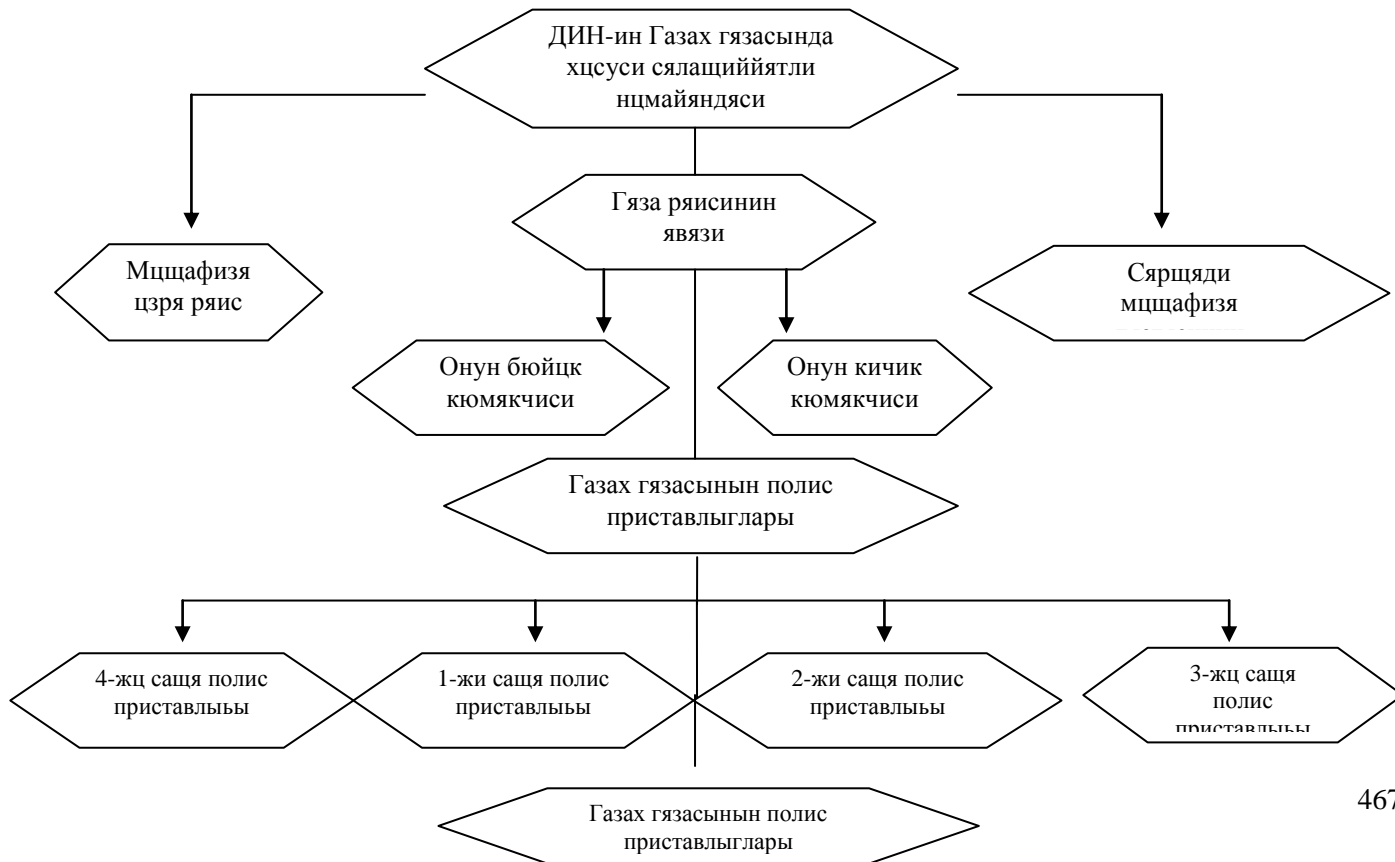 ДИН-ин Газах гязасында
хцсуси сялащиййятли
нцмайяндяси
Гяза ряисинин
явязи
Мцщафизя
цзря ряис
Сярщяди
мцщафизя
Онун бюйцк
кюмякчиси
Онун кичик
кюмякчиси
Газах гязасынын полис
приставлыглары
4-жц сащя полис
приставлыьы
1-жи сащя полис
приставлыьы
2-жи сащя полис
приставлыьы
3-жц сащя
полис
приставлыьы
467
Газах гязасынын полис
приставлыглары